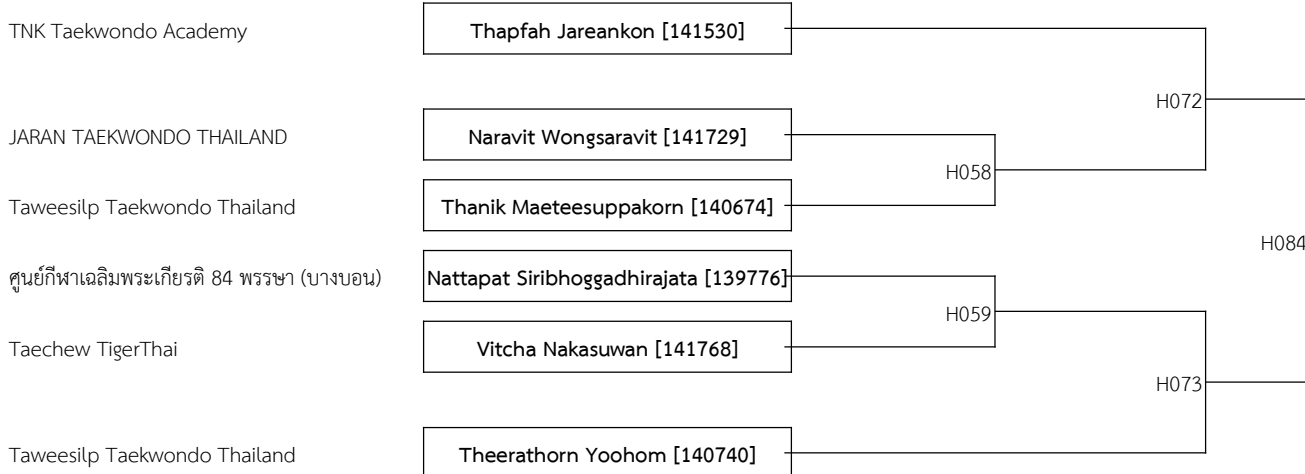 TNK Taekwondo Academy
Thapfah Jareankon [141530]
H072
JARAN TAEKWONDO THAILAND
Naravit Wongsaravit [141729]
H058
Taweesilp Taekwondo Thailand
Thanik Maeteesuppakorn [140674]
H084
ศูนย์กีฬาเฉลิมพระเกียรติ 84 พรรษา (บางบอน)
Nattapat Siribhoggadhirajata [139776]
H059
Taechew TigerThai
Vitcha Nakasuwan [141768]
H073
Taweesilp Taekwondo Thailand
Theerathorn Yoohom [140740]